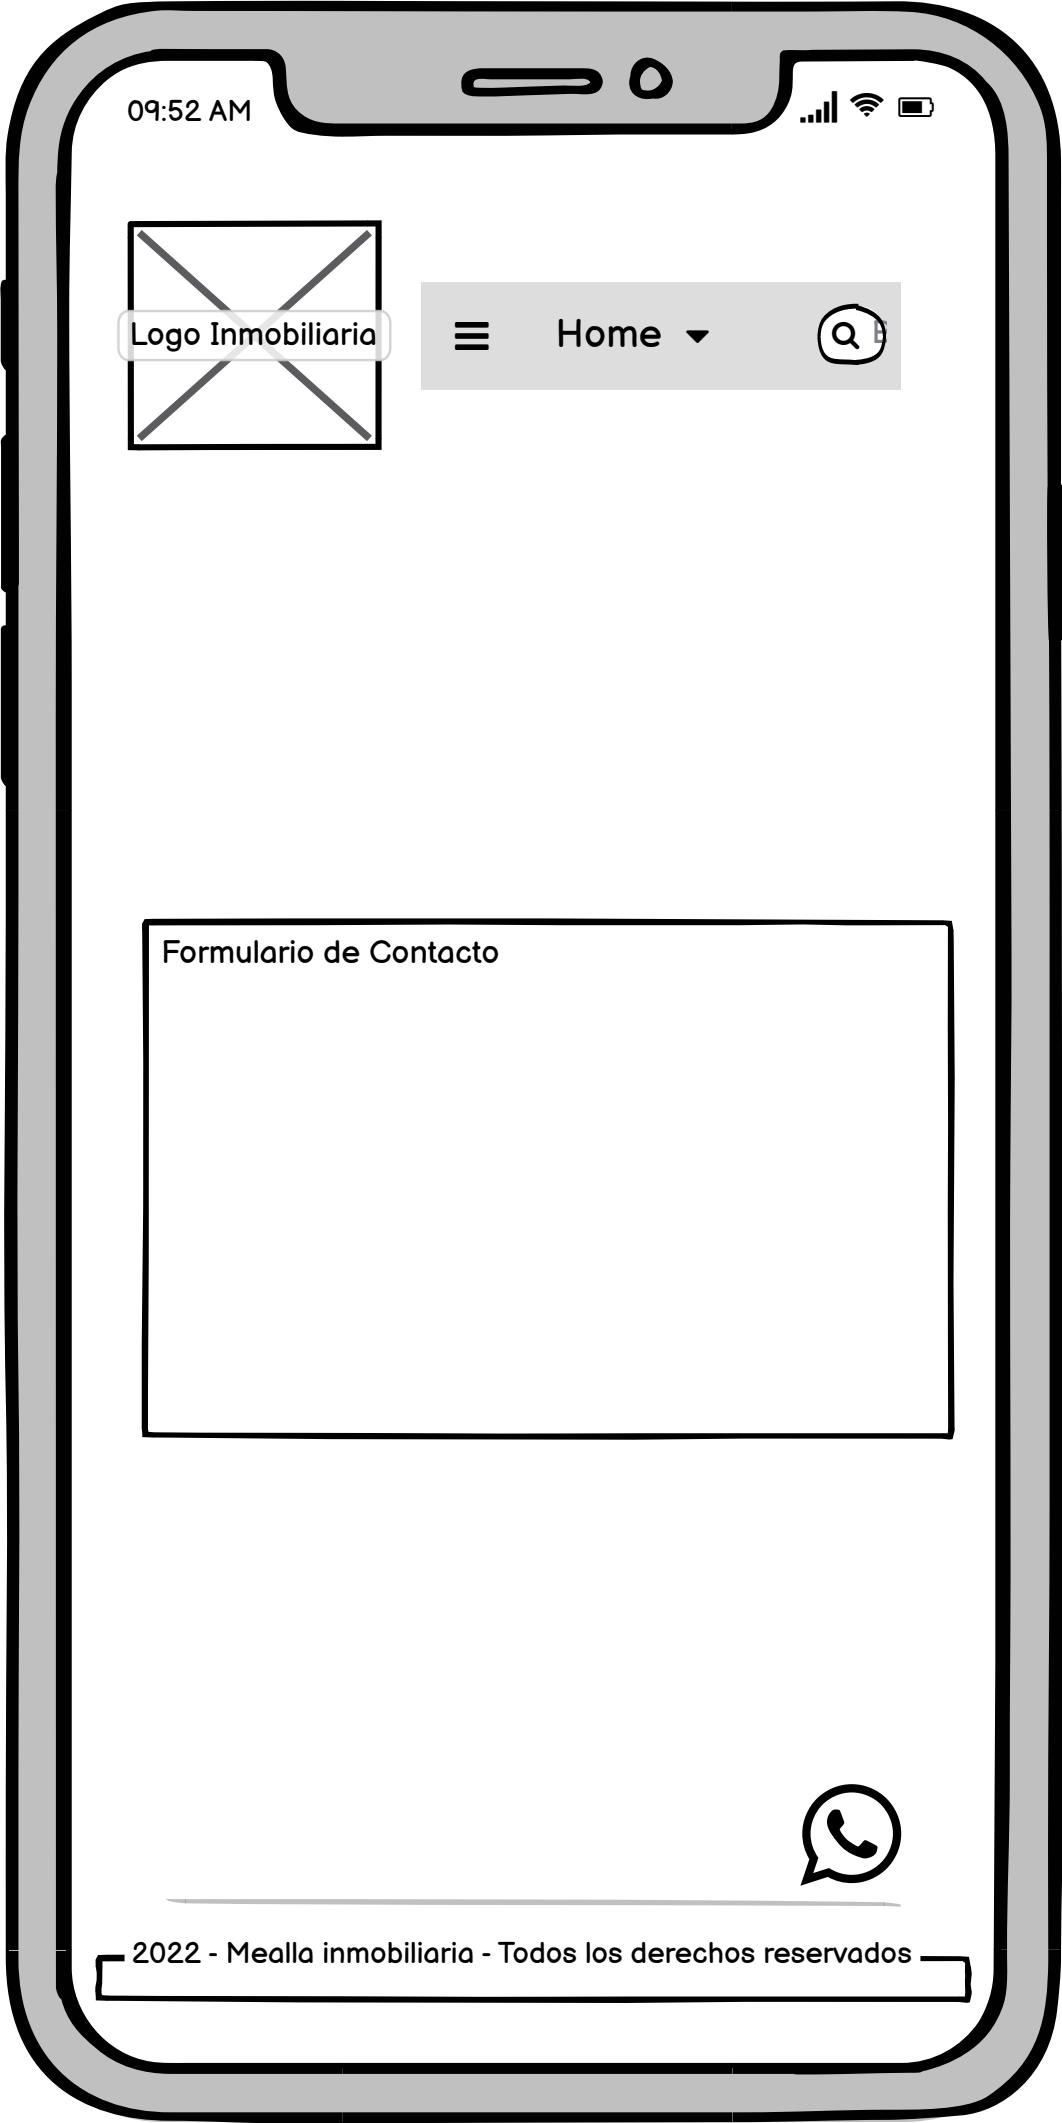 09:52 AM
Logo Inmobiliaria
Home
2022 - Mealla inmobiliaria - Todos los derechos reservados
Formulario de Contacto